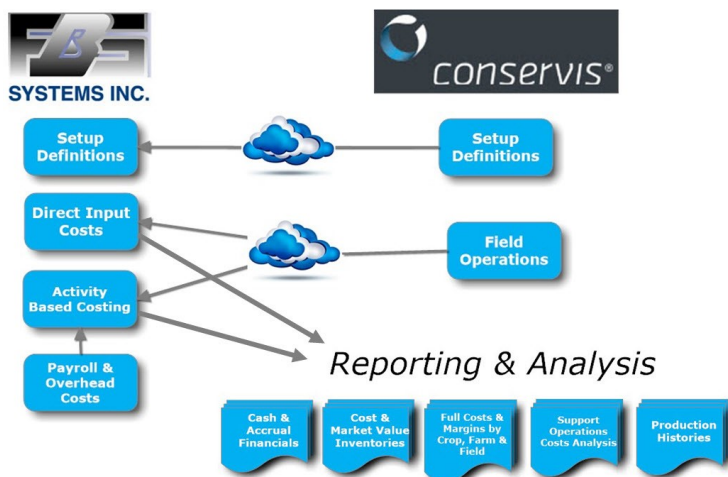 FBS
SYSTEMS INC.
conservis®
Setup
Definitions
Setup
Definitions
Direct Input
Costs
Field
Operations
Activity
Based Costing
Payroll &
Overhead
Costs
Reporting & Analysis
Cash &
Accrual
Financials
Cost &
Market Value
Inventories
Full Costs &
Margins by
Crop, Farm &
Field
Support
Operations
Costs Analysis
Production
Histories